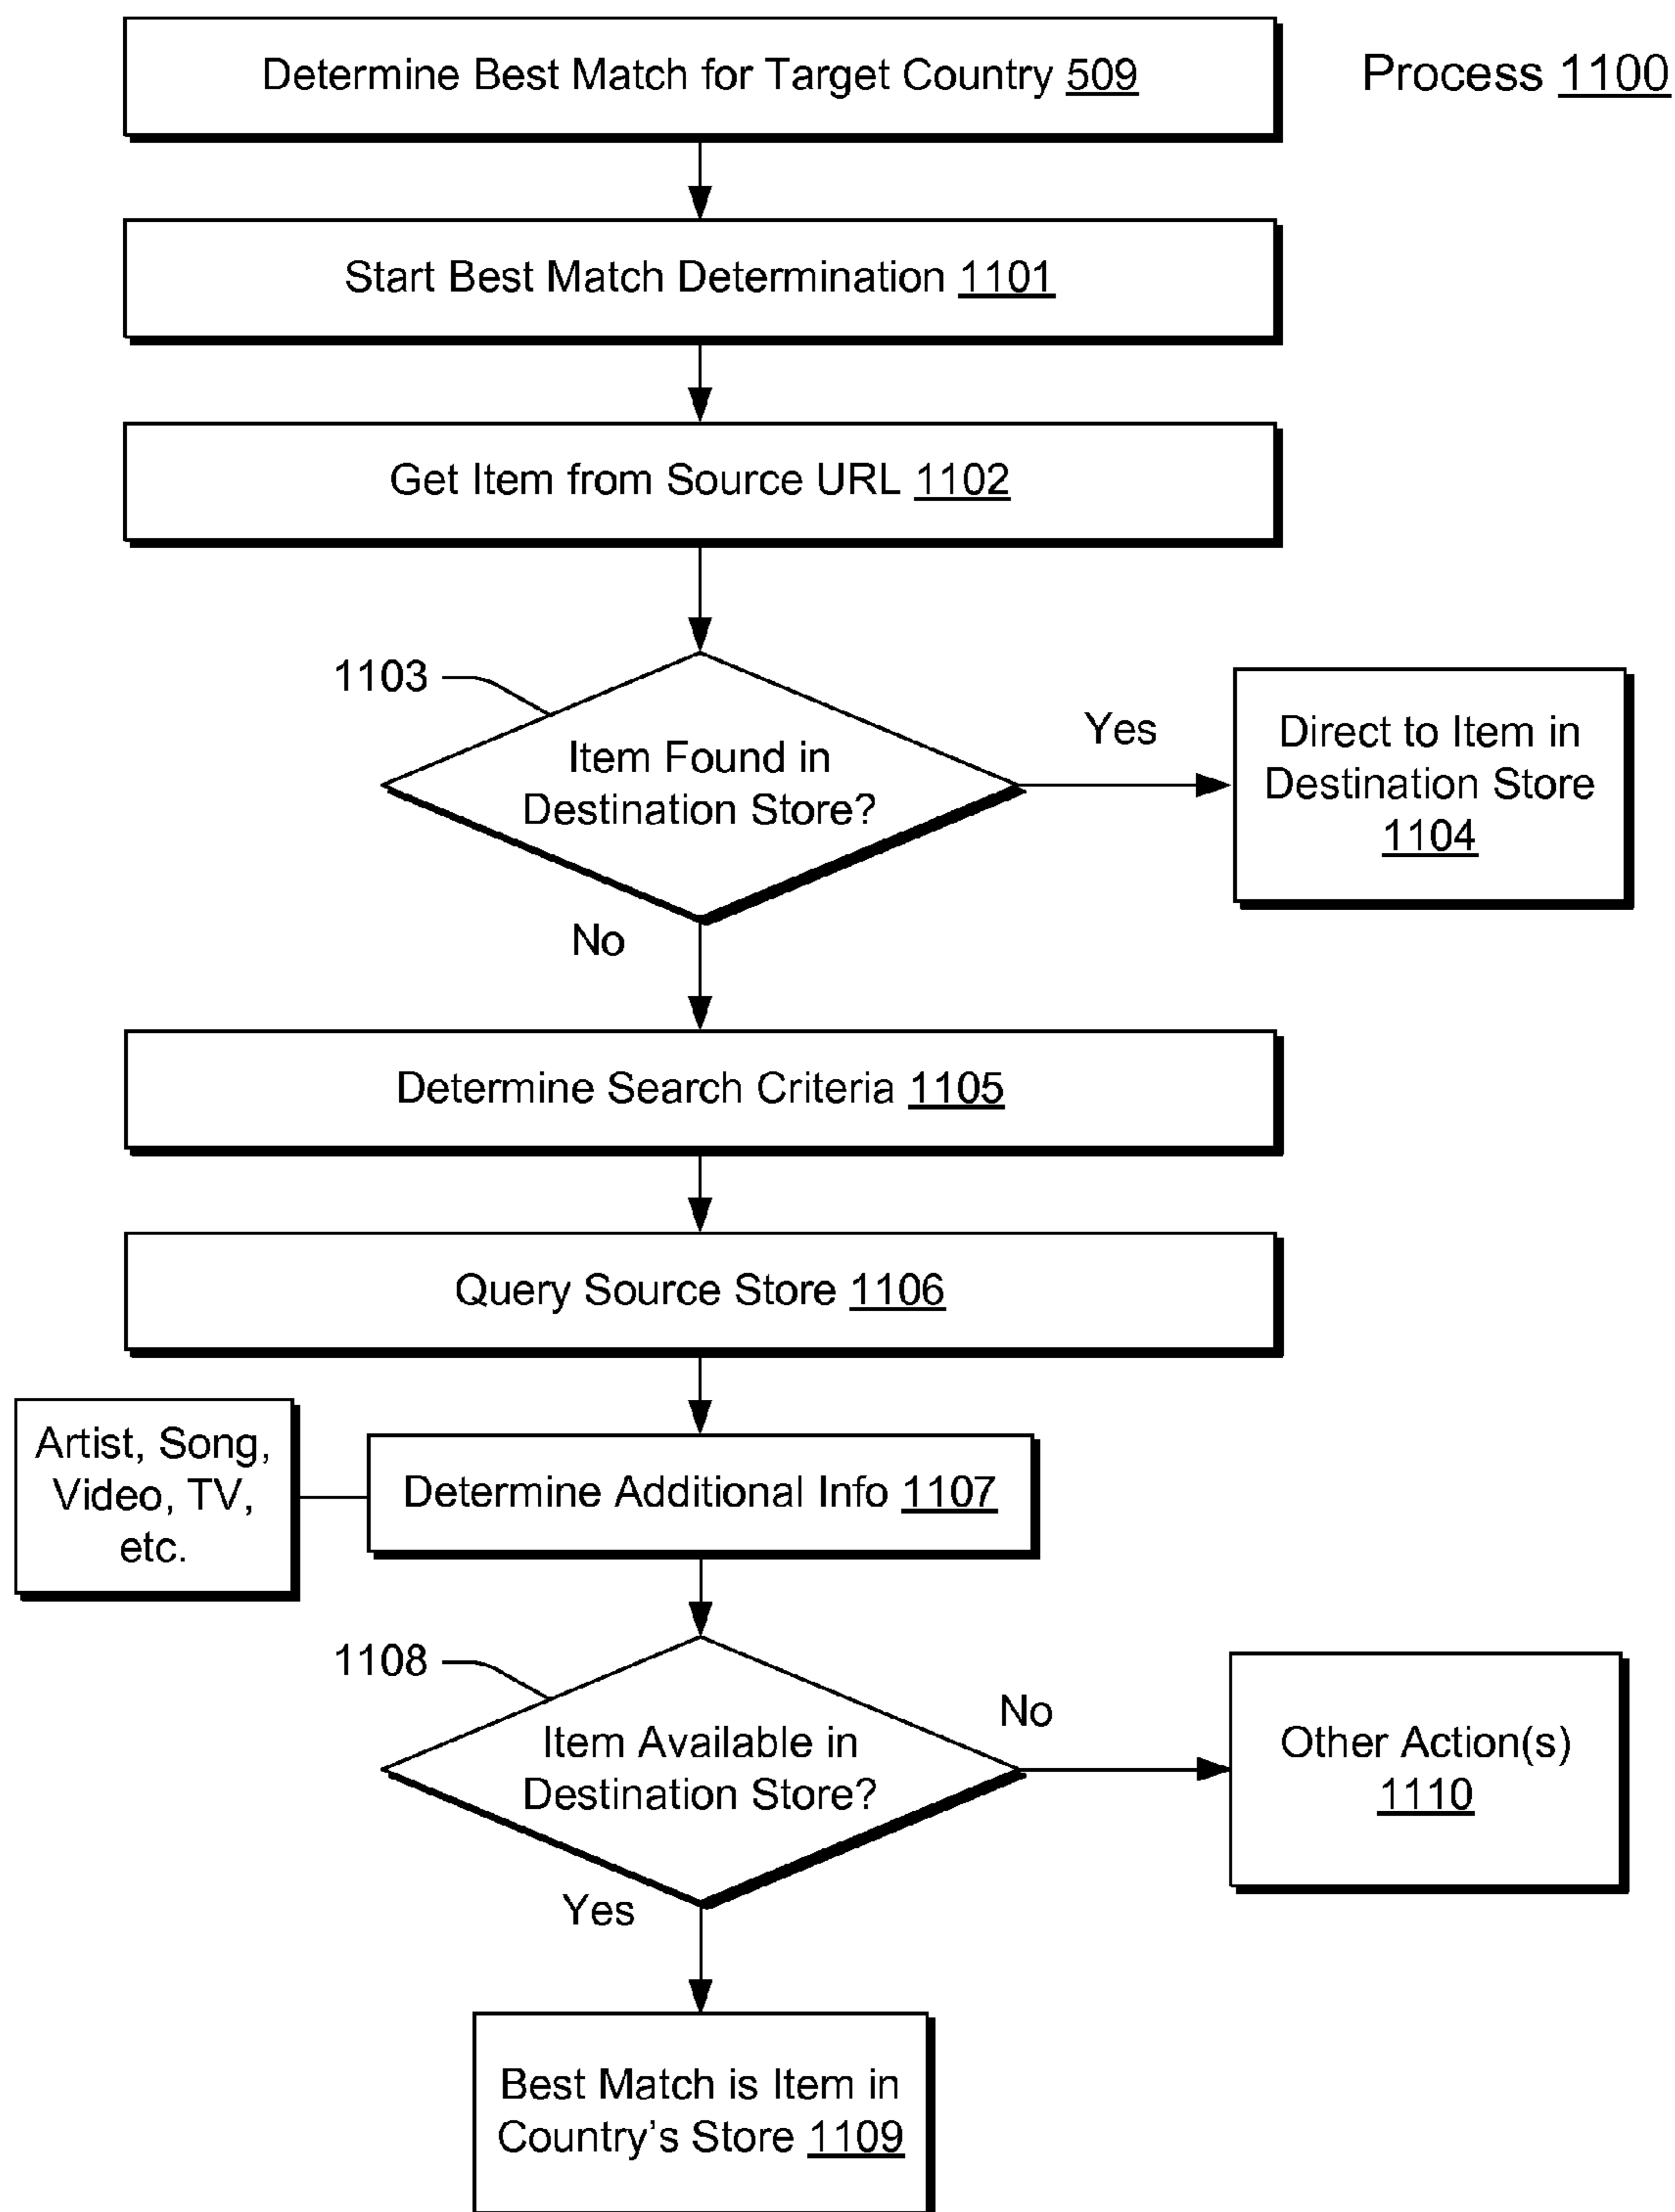 Determine Best Match for Target Country 509
Process 1100
Start Best Match Determination 1101
Get Item from Source URL 1102
1103
Item Found in
Destination Store?
Yes
Direct to Item in
Destination Store
1104
No
Determine Search Criteria 1105
Query Source Store 1106
Artist, Song,
Video, TV,
etc.
Determine Additional Info 1107
1108
Item Available in
Destination Store?
No
Other Action(s)
1110
Yes
Best Match is Item in
Country's Store 1109